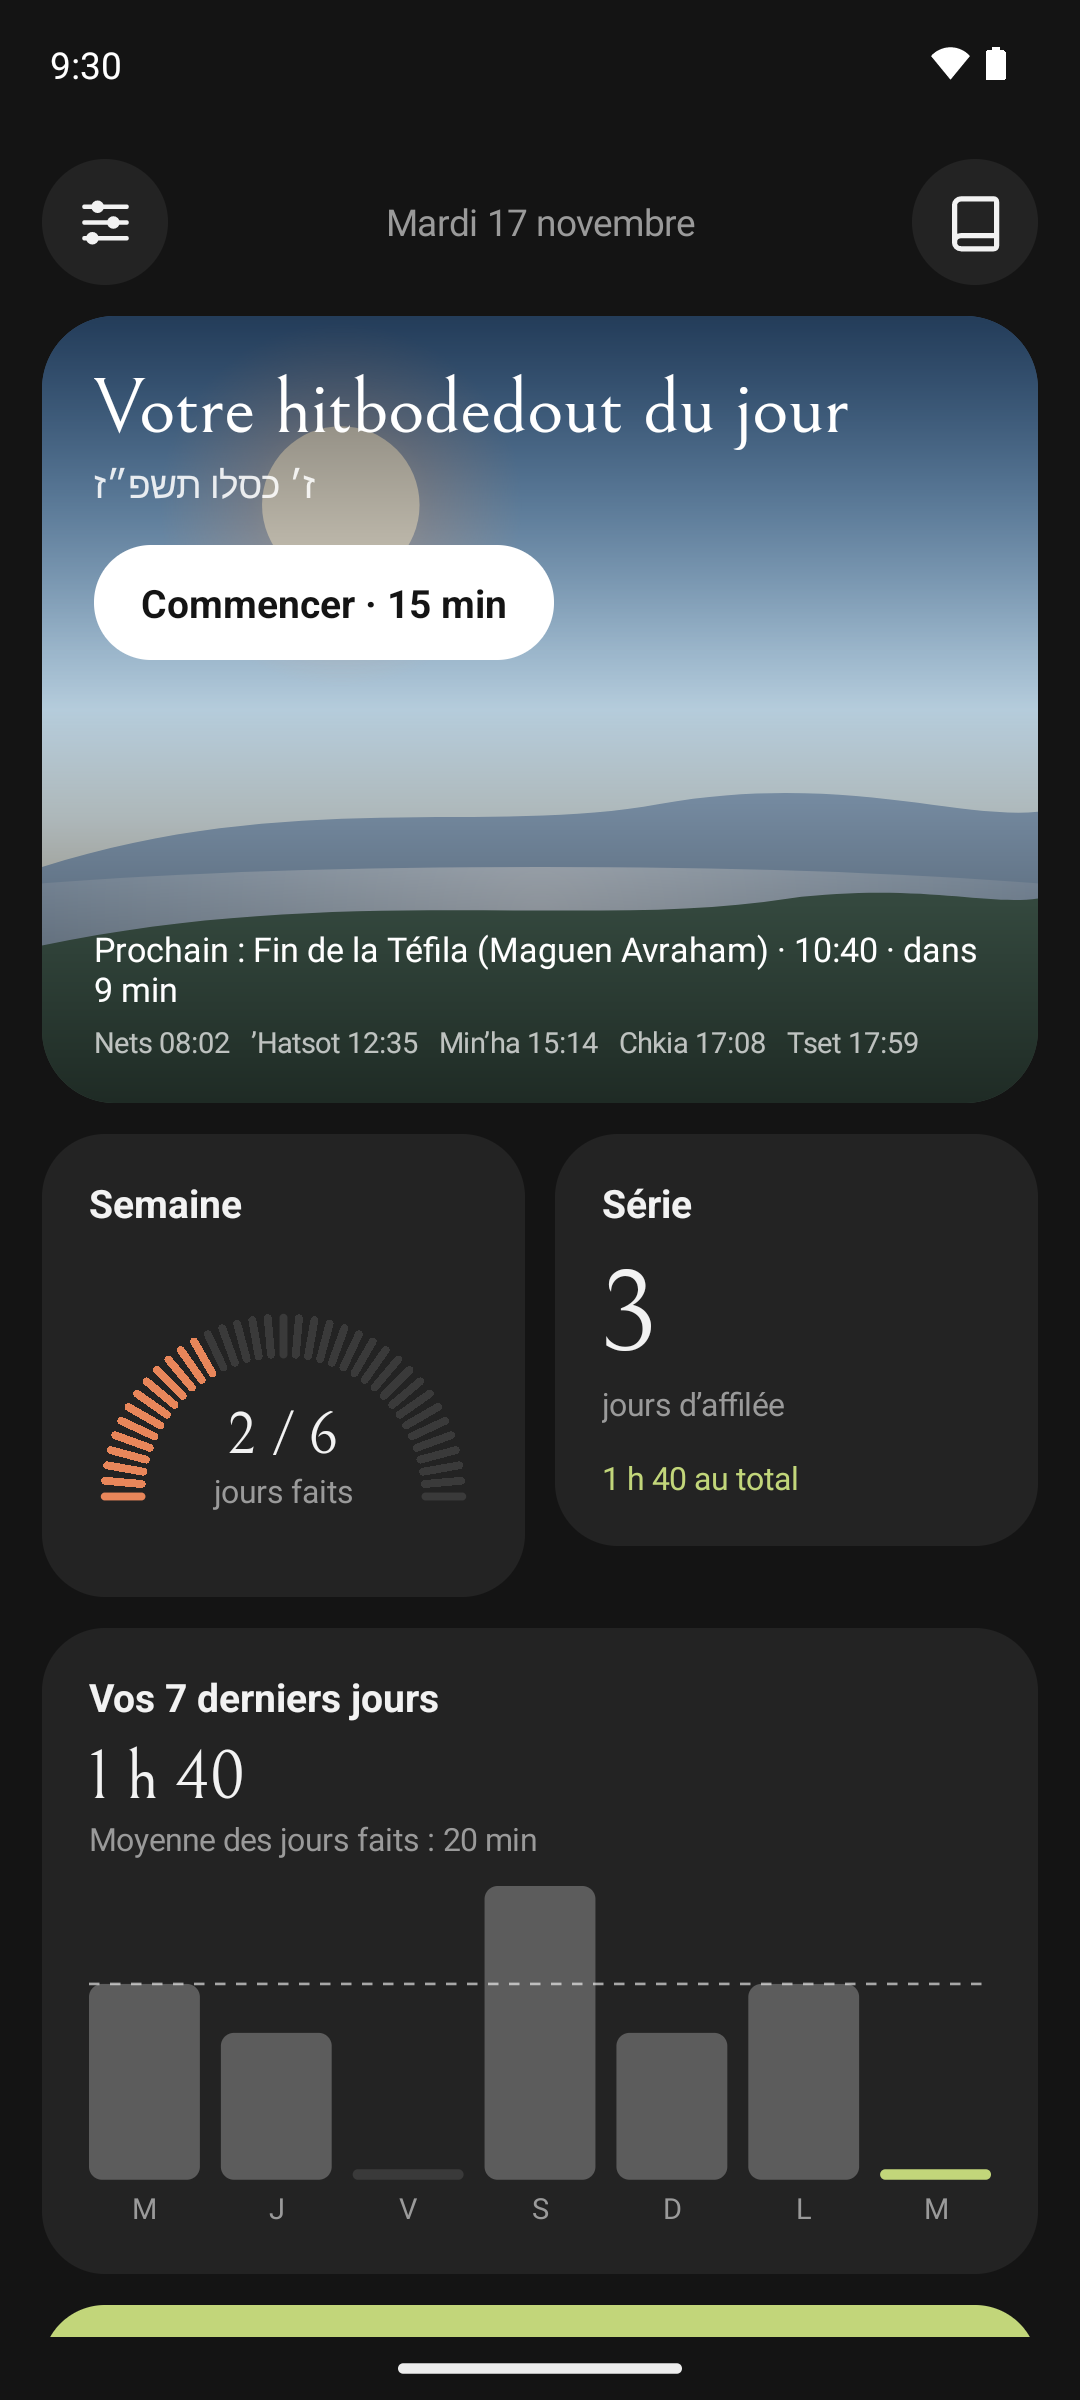 9:30
Mardi 17 novembre
Votre hitbodedout du jour
ז׳ כסלו תשפ״ז
Commencer · 15 min
Prochain : Fin de la Téfila (Maguen Avraham) · 10:40 · dans
9 min
Nets 08:02 ’Hatsot 12:35 Min’ha 15:14 Chkia 17:08 Tset 17:59
Semaine
2 / 6
jours faits
Série
3
jours d’affilée
1 h 40 au total
Vos 7 derniers jours
1 h 40
Moyenne des jours faits : 20 min
M J V S D L M